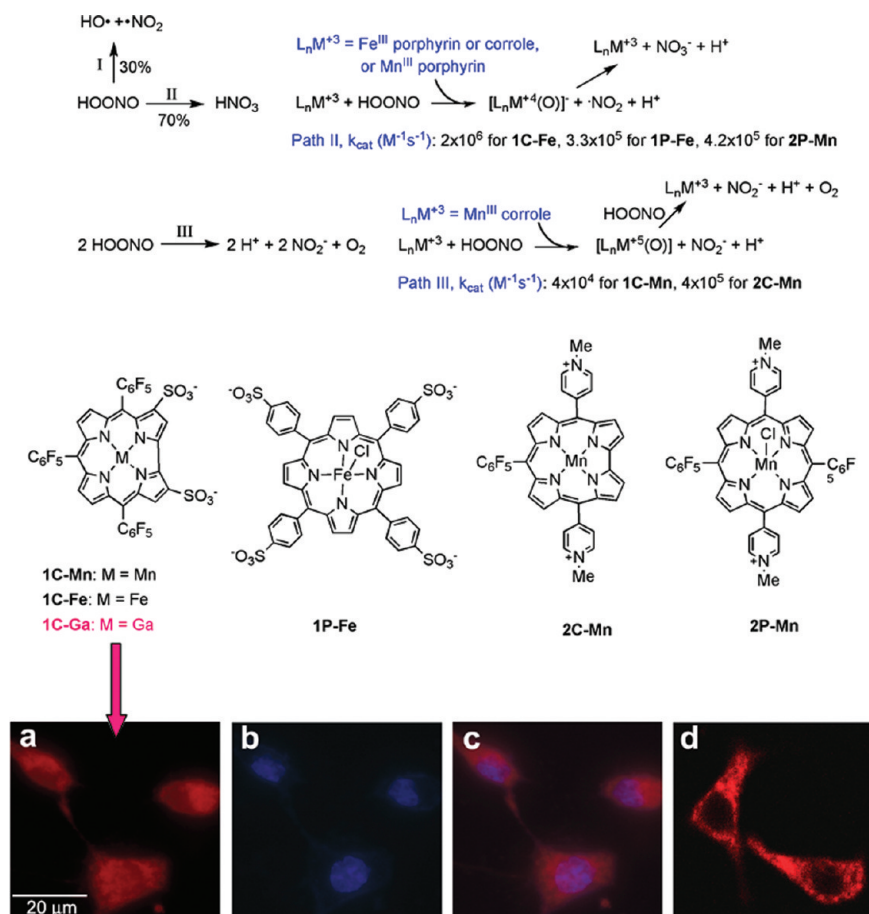 HO• + •NO₂
I 30%
HOONO II 70% HNO₃
LₙM⁺³ = Feᴵᴵᴵ porphyrin or corrole,
or Mnᴵᴵᴵ porphyrin
LₙM⁺³ + NO₃⁻ + H⁺
LₙM⁺³ + HOONO [LₙM⁺⁴(O)]⁻ + ·NO₂ + H⁺
Path II, k_cat (M⁻¹s⁻¹): 2x10⁶ for 1C-Fe, 3.3x10⁵ for 1P-Fe, 4.2x10⁵ for 2P-Mn
LₙM⁺³ + NO₂⁻ + H⁺ + O₂
LₙM⁺³ = Mnᴵᴵᴵ corrole
HOONO
2 HOONO III 2 H⁺ + 2 NO₂⁻ + O₂
LₙM⁺³ + HOONO [LₙM⁺⁵(O)] + NO₂⁻ + H⁺
Path III, k_cat (M⁻¹s⁻¹): 4x10⁴ for 1C-Mn, 4x10⁵ for 2C-Mn
C₆F₅
SO₃⁻
N
N
M
N
N
C₆F₅
SO₃⁻
C₆F₅
1C-Mn: M = Mn
1C-Fe: M = Fe
1C-Ga: M = Ga
⁻O₃S
SO₃⁻
N
Cl
N
Fe
N
N
⁻O₃S
SO₃⁻
1P-Fe
Me
N
+
N
N
C₆F₅
Mn
N
N
N
+
Me
2C-Mn
Me
N
+
Cl
N
N
C₆F₅
Mn
C₆F
5
N
N
N
+
Me
2P-Mn
a
b
c
d
20 µm